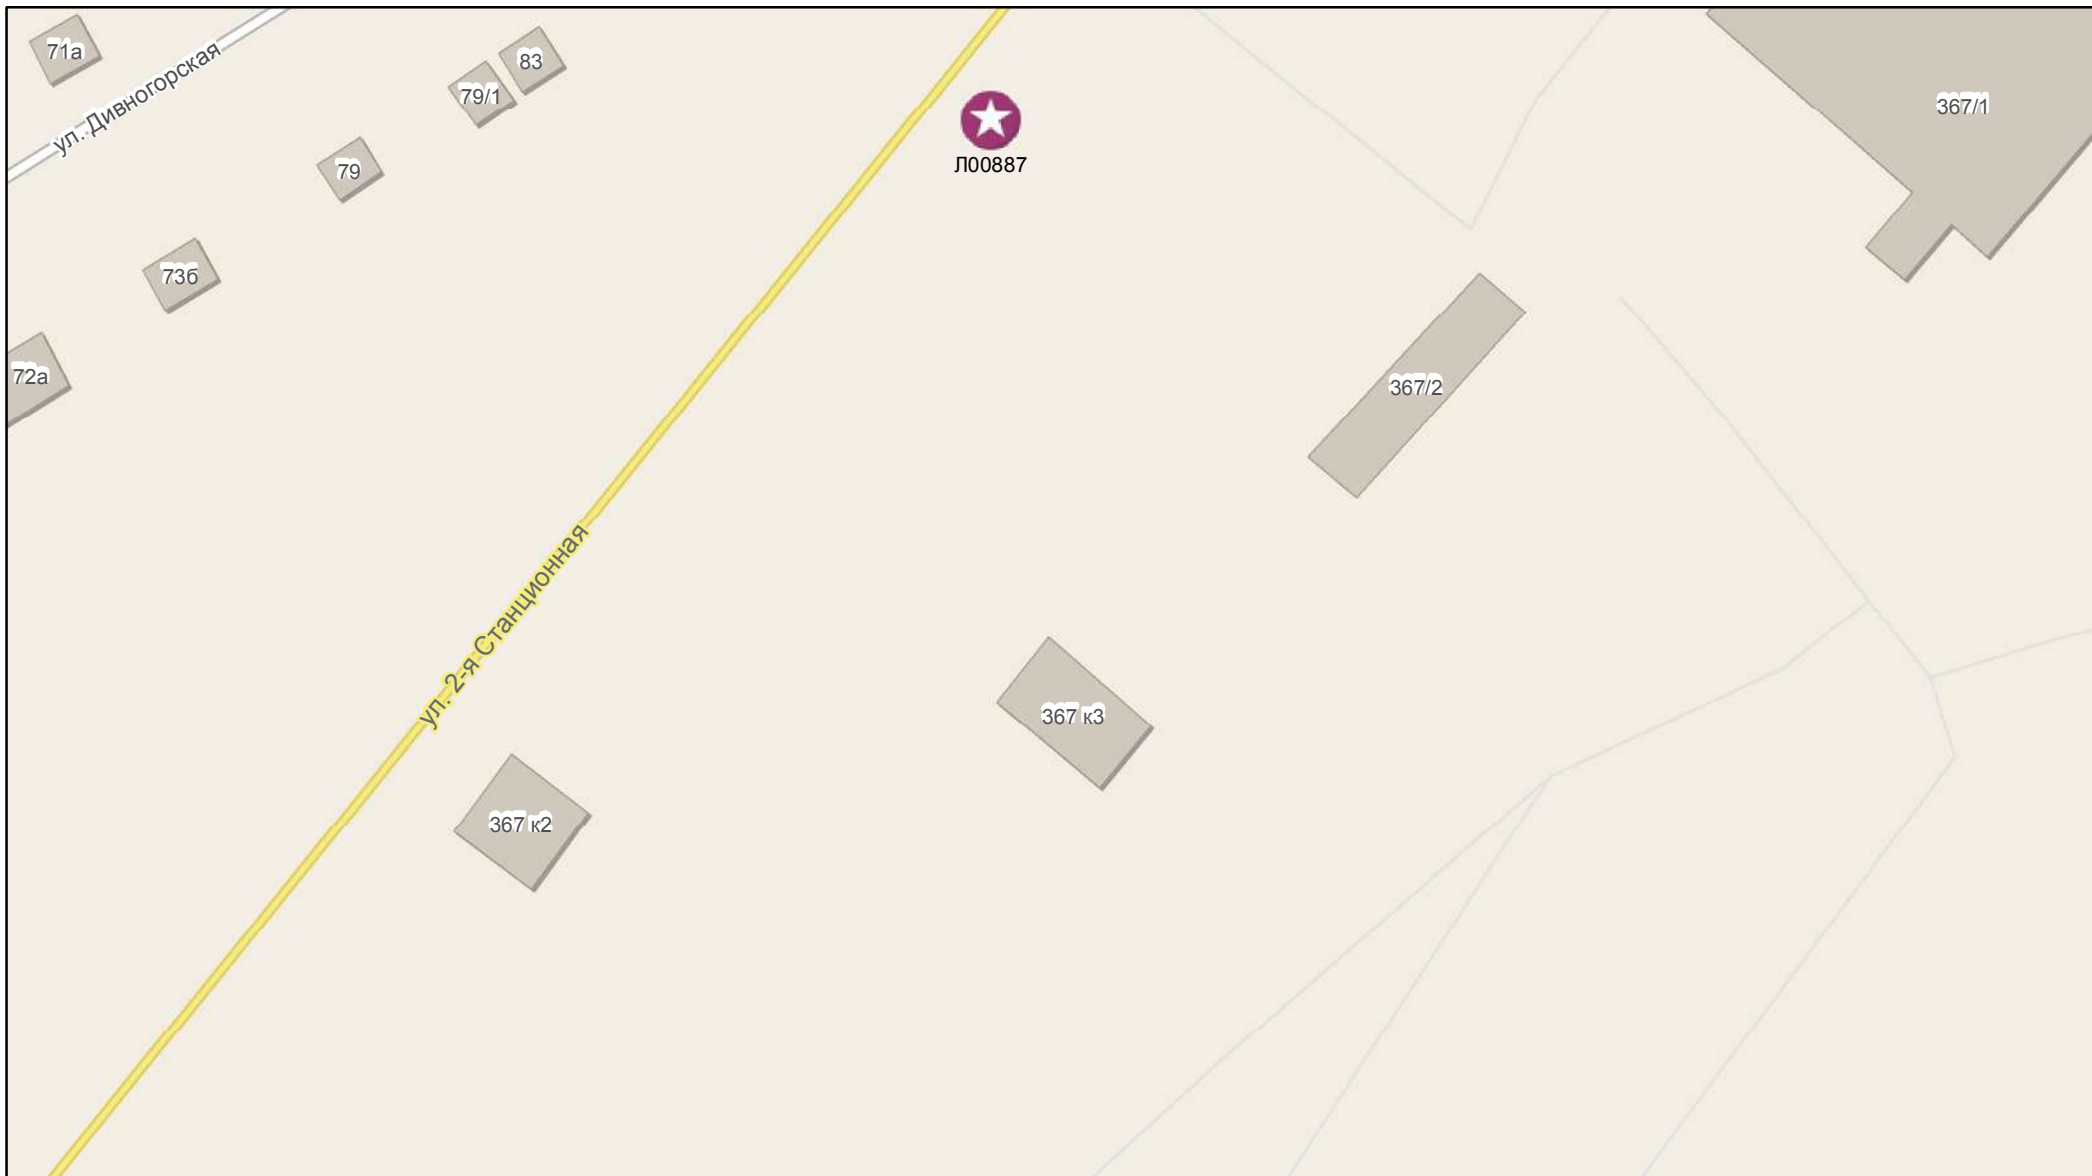 71а
83
ул. Дивногорская
79/1
367/1
Л00887
79
73б
72а
367/2
ул. 2-я Станционная
367 к3
367 к2